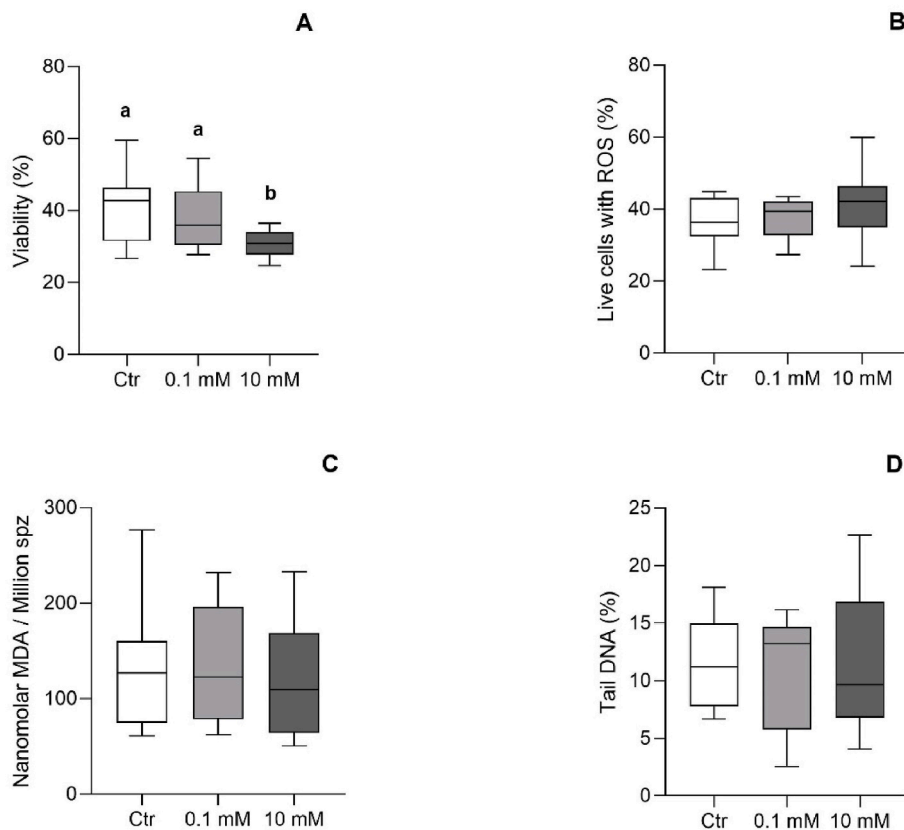 A
80
60
40
20
0
Viability (%)
a
a
b
Ctr
0.1 mM
10 mM
B
80
60
40
20
0
Live cells with ROS (%)
Ctr
0.1 mM
10 mM
C
300
200
100
0
Nanomolar MDA / Million spz
Ctr
0.1 mM
10 mM
D
25
20
15
10
5
0
Tail DNA (%)
Ctr
0.1 mM
10 mM